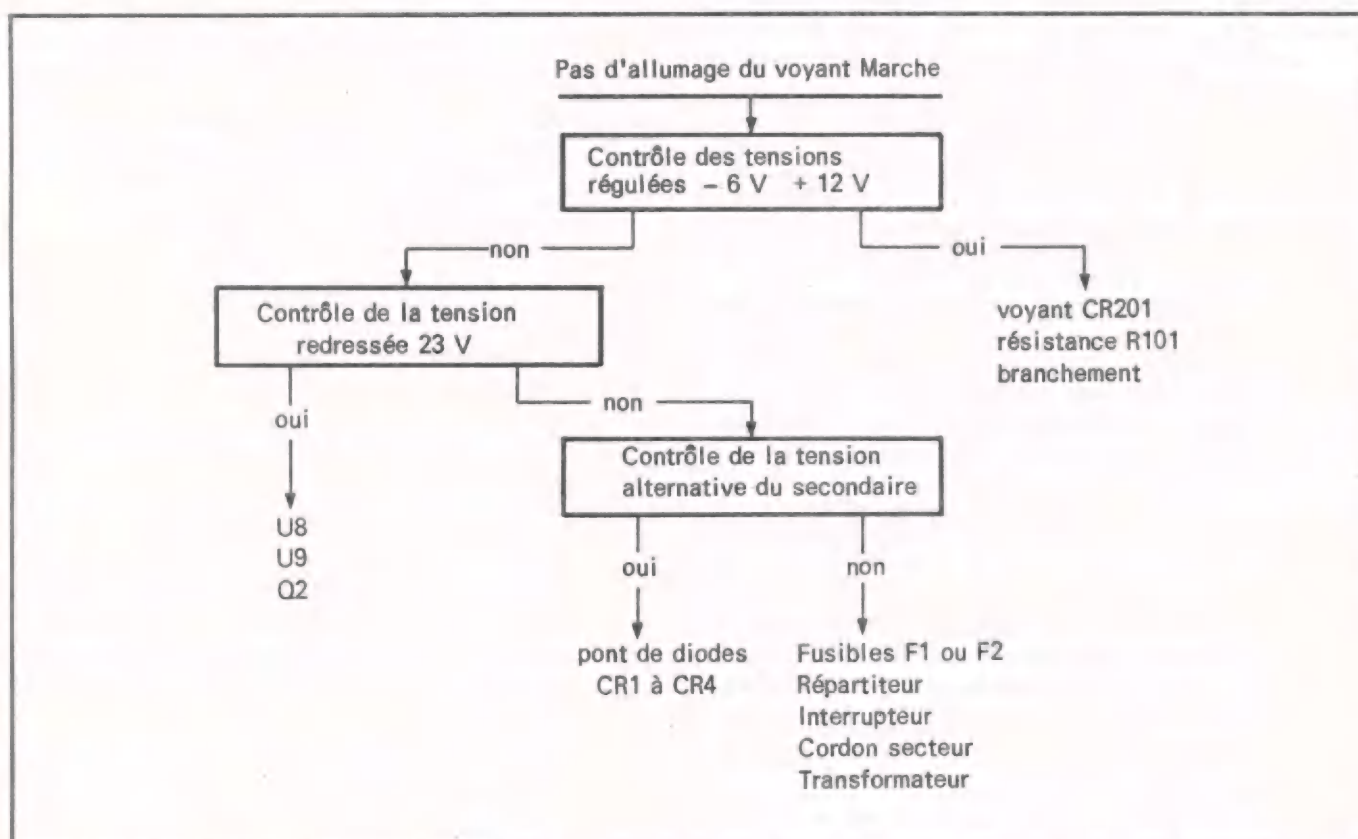 Pas d'allumage du voyant Marche
Contrôle des tensions
régulées – 6 V + 12 V
non
oui
Contrôle de la tension
redressée 23 V
voyant CR201
résistance R101
branchement
oui
non
Contrôle de la tension
alternative du secondaire
U8
U9
Q2
oui
non
pont de diodes
CR1 à CR4
Fusibles F1 ou F2
Répartiteur
Interrupteur
Cordon secteur
Transformateur